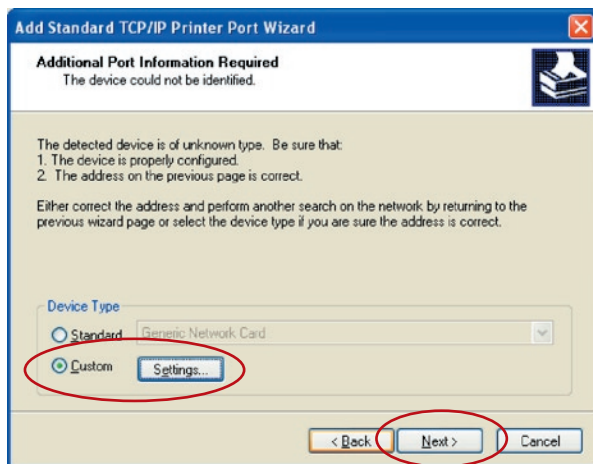 Add Standard TCP/IP Printer Port Wizard
Additional Port Information Required
The device could not be identified.
The detected device is of unknown type. Be sure that:
1. The device is properly configured.
2. The address on the previous page is correct.
Either correct the address and perform another search on the network by returning to the
previous wizard page or select the device type if you are sure the address is correct.
Device Type
Standard Generic Network Card
Custom Settings...
< Back Next > Cancel